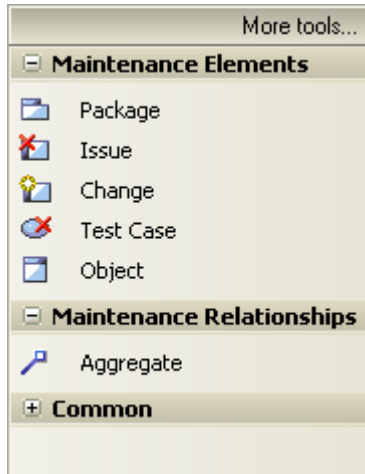 More tools...
Maintenance Elements
Package
Issue
Change
Test Case
Object
Maintenance Relationships
Aggregate
Common